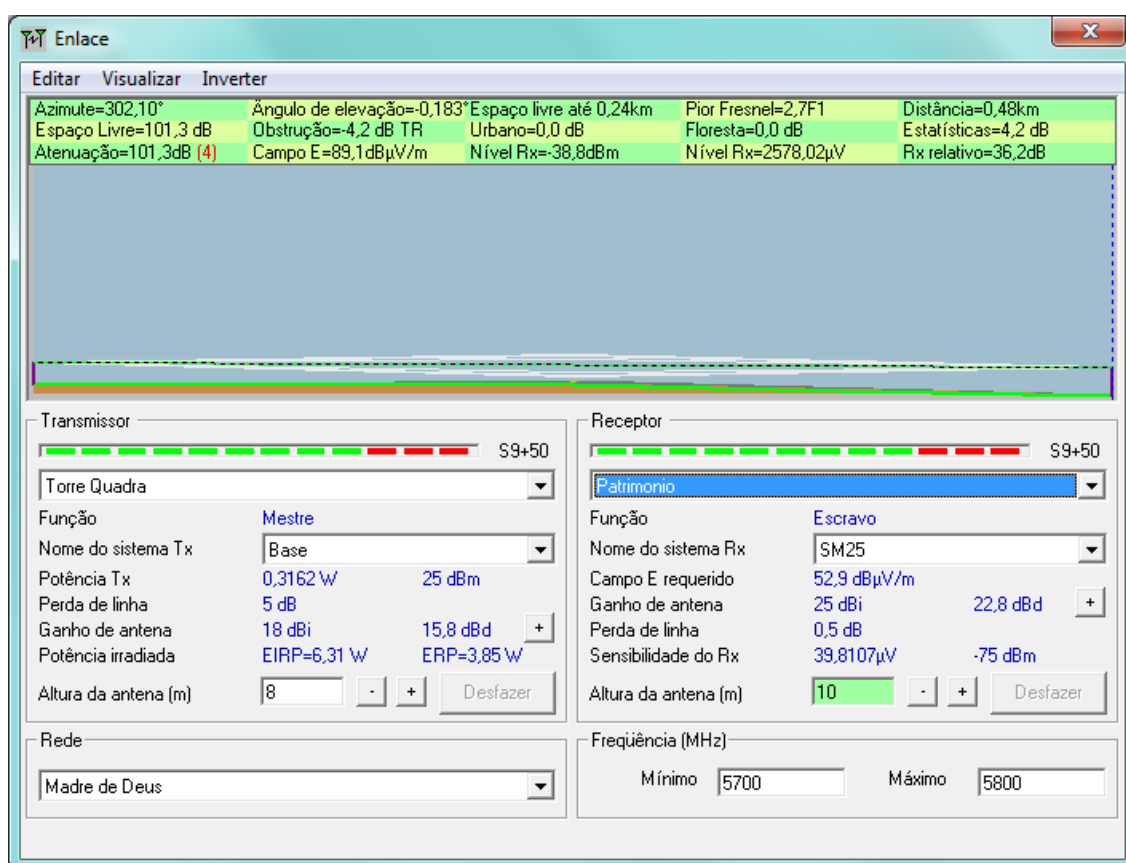 Enlace
X
Editar Visualizar Inverter
Azimute=302,10° Ângulo de elevação=-0,183° Espaço livre até 0,24km Pior Fresnel=2,7F1 Distância=0,48km
Espaço Livre=101,3 dB Obstrução=-4,2 dB TR Urbano=0,0 dB Floresta=0,0 dB Estatísticas=4,2 dB
Atenuação=101,3dB (4) Campo E=89,1dBµV/m Nível Rx=-38,8dBm Nível Rx=2578,02µV Rx relativo=36,2dB
Transmissor
S9+50
Torre Quadra
Função Mestre
Nome do sistema Tx Base
Potência Tx 0,3162 W 25 dBm
Perda de linha 5 dB
Ganho de antena 18 dBi 15,8 dBd +
Potência irradiada EIRP=6,31 W ERP=3,85 W
Altura da antena (m) 8 - + Desfazer
Receptor
S9+50
Patrimonio
Função Escravo
Nome do sistema Rx SM25
Campo E requerido 52,9 dBµV/m
Ganho de antena 25 dBi 22,8 dBd +
Perda de linha 0,5 dB
Sensibilidade do Rx 39,8107µV -75 dBm
Altura da antena (m) 10 - + Desfazer
Rede
Madre de Deus
Freqüência (MHz)
Mínimo 5700 Máximo 5800